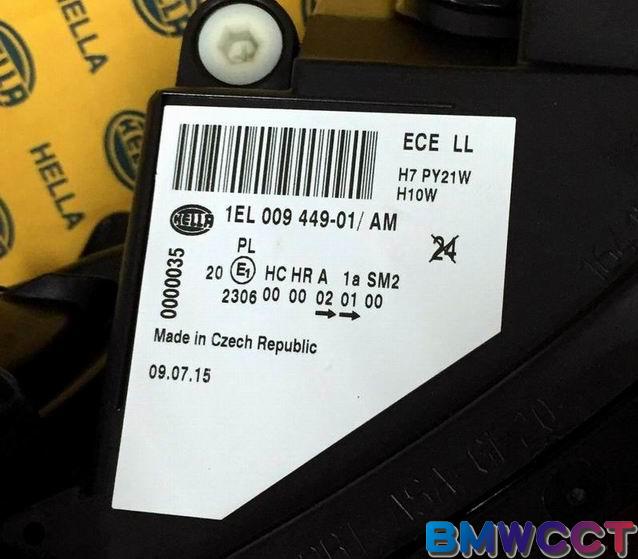 HELLA
HELLA
HELLA
ECE LL
H7 PY21W
H10W
HELLA 1EL 009 449-01/ AM
24
PL
20 E1 HC HR A 1a SM2
2306 00 00 02 01 00
0000035
Made in Czech Republic
09.07.15
BMWCCT